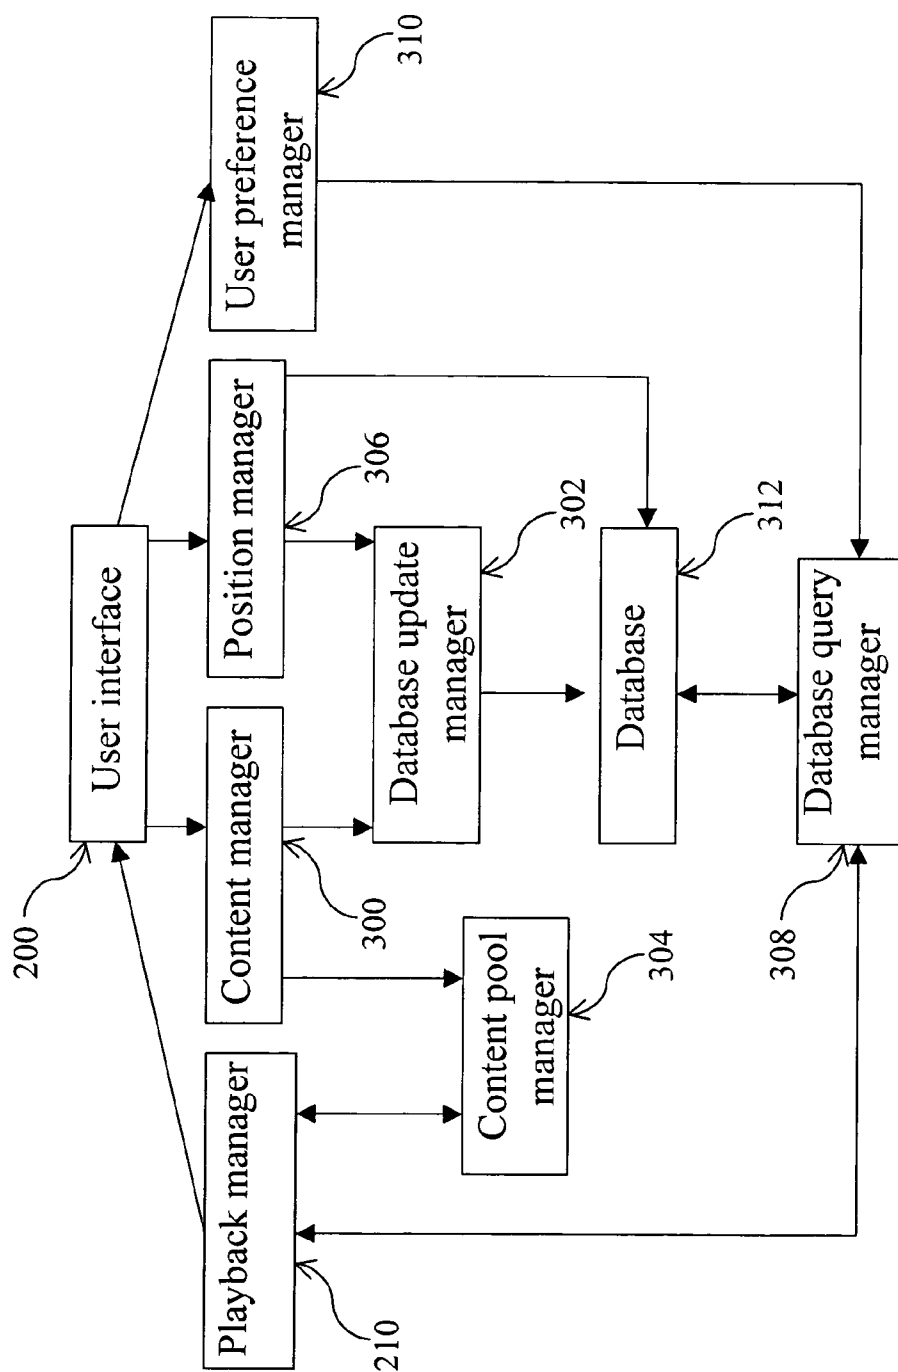 200
User interface
Playback manager
210
Content manager
300
Position manager
306
User preference
manager
310
Database update
manager
302
Content pool
manager
304
Database
312
Database query
manager
308